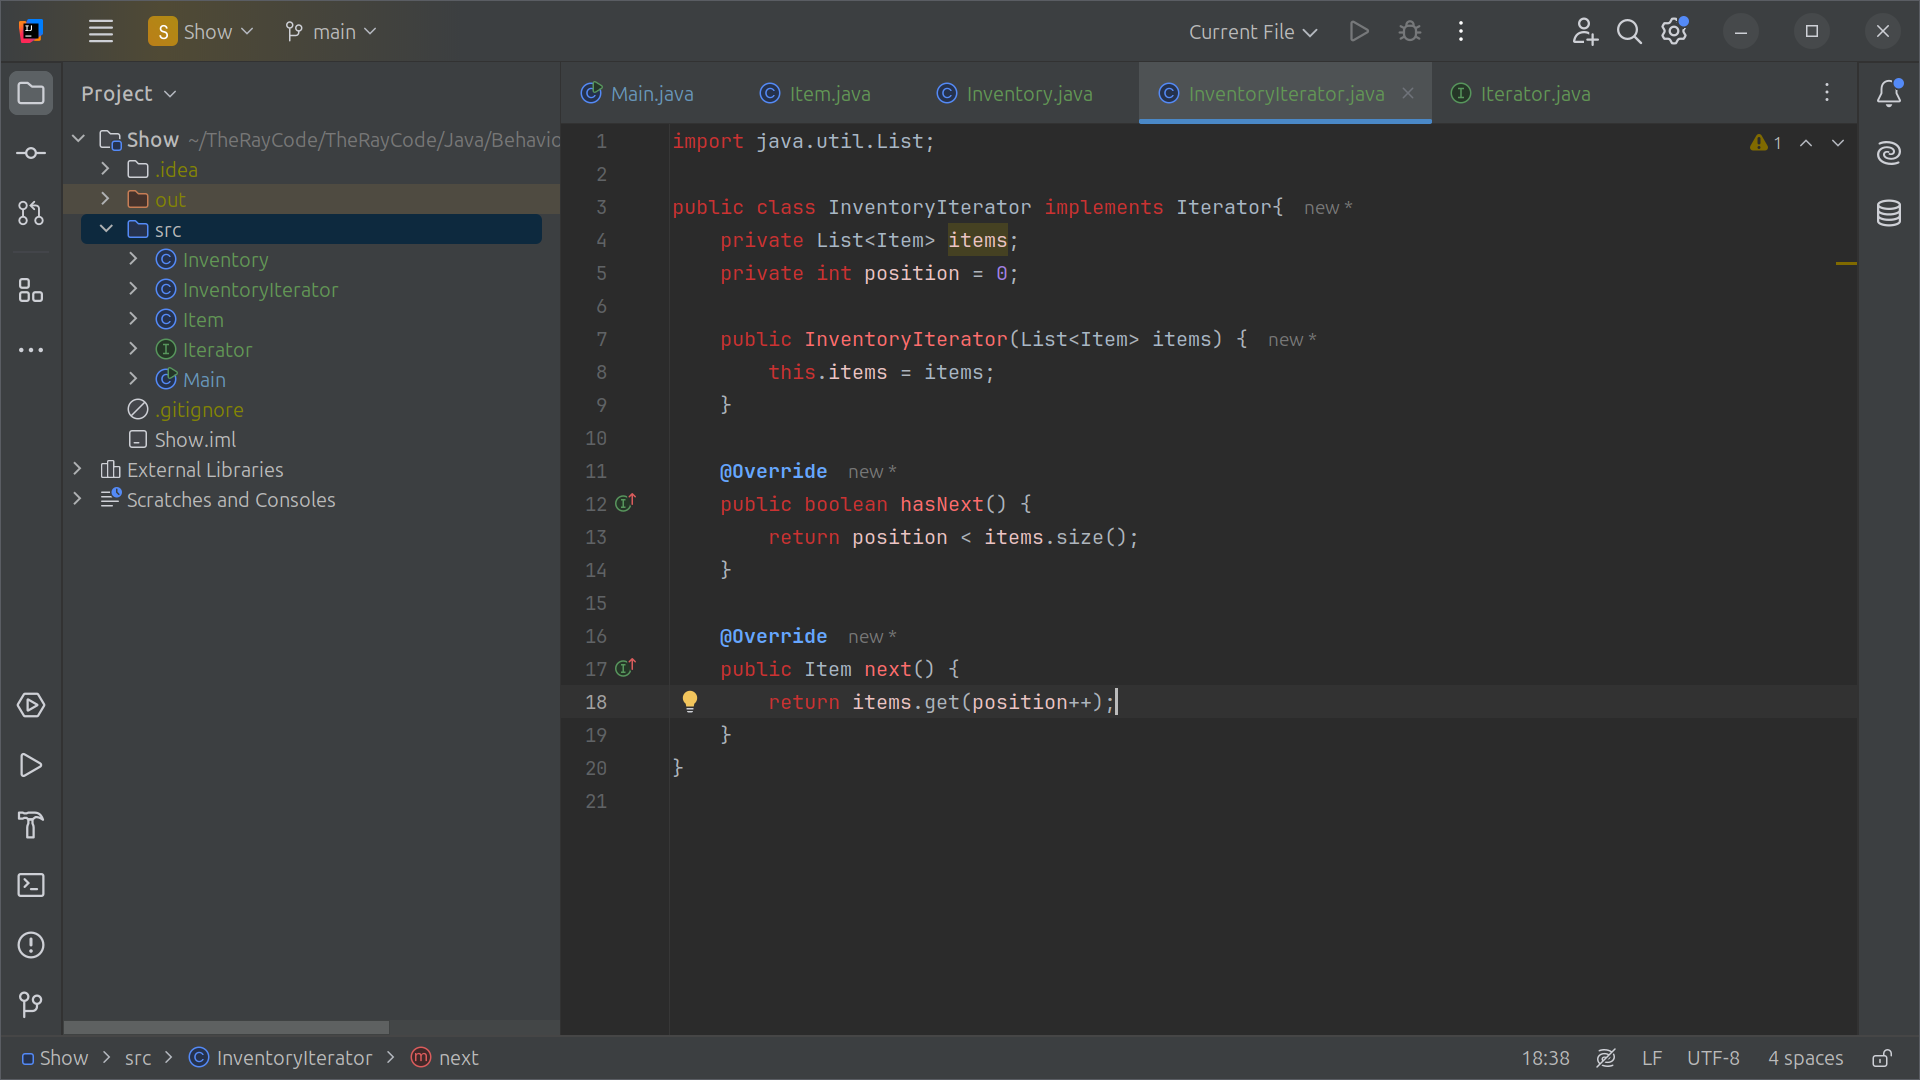 S Show main Current File
Project
Main.java Item.java Inventory.java InventoryIterator.java Iterator.java
Show ~/TheRayCode/TheRayCode/Java/Behavio
.idea
out
src
Inventory
InventoryIterator
Item
Iterator
Main
.gitignore
Show.iml
External Libraries
Scratches and Consoles
1 import java.util.List;
1
2
3 public class InventoryIterator implements Iterator{ new *
4 private List<Item> items;
5 private int position = 0;
6
7 public InventoryIterator(List<Item> items) { new *
8 this.items = items;
9 }
10
11 @Override new *
12 public boolean hasNext() {
13 return position < items.size();
14 }
15
16 @Override new *
17 public Item next() {
18 return items.get(position++);
19 }
20 }
21
Show src InventoryIterator next 18:38 LF UTF-8 4 spaces